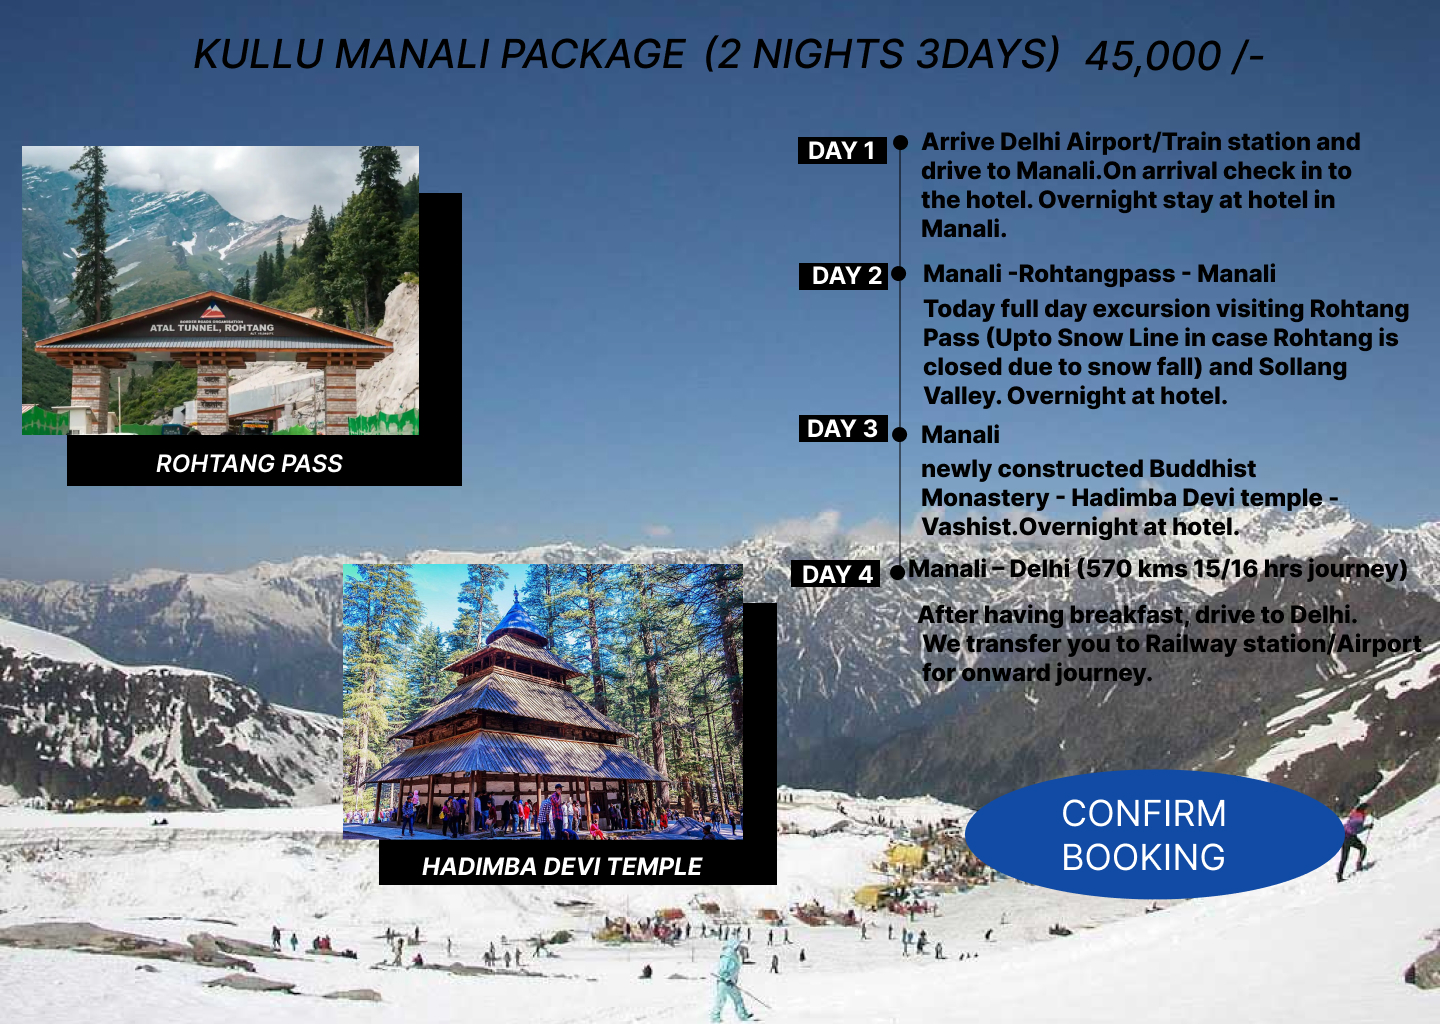 KULLU MANALI PACKAGE (2 NIGHTS 3DAYS) 45,000 /-
BORDER ROADS ORGANISATION
ATAL TUNNEL, ROHTANG
ROHTANG PASS
HADIMBA DEVI TEMPLE
DAY 1
Arrive Delhi Airport/Train station and
drive to Manali.On arrival check in to
the hotel. Overnight stay at hotel in
Manali.
DAY 2
Manali -Rohtangpass - Manali
Today full day excursion visiting Rohtang
Pass (Upto Snow Line in case Rohtang is
closed due to snow fall) and Sollang
Valley. Overnight at hotel.
DAY 3
Manali
newly constructed Buddhist
Monastery - Hadimba Devi temple -
Vashist.Overnight at hotel.
DAY 4
Manali – Delhi (570 kms 15/16 hrs journey)
After having breakfast, drive to Delhi.
We transfer you to Railway station/Airport
for onward journey.
CONFIRM
BOOKING